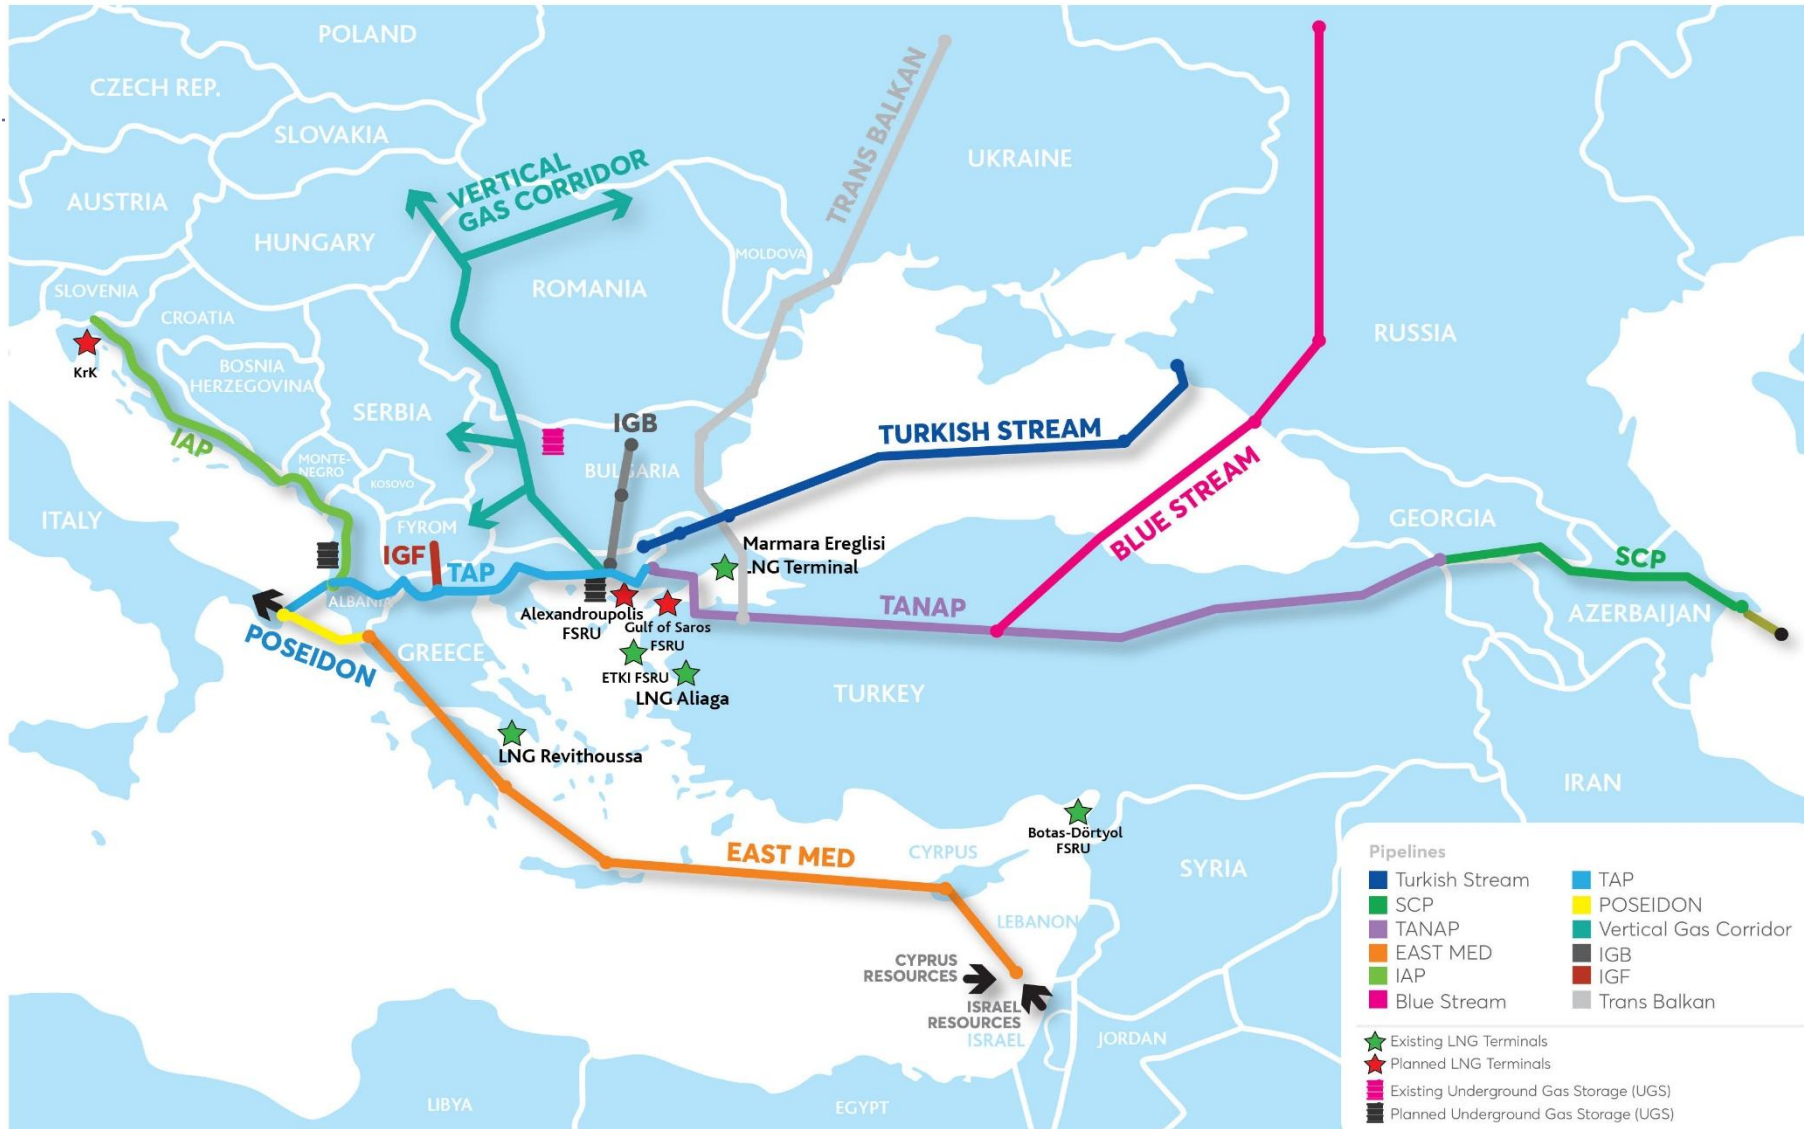 POLAND
CZECH REP.
SLOVAKIA
UKRAINE
AUSTRIA
VERTICAL
GAS CORRIDOR
TRANS BALKAN
HUNGARY
MOLDOVA
ROMANIA
SLOVENIA
CROATIA
RUSSIA
KrK
BOSNIA
HERZEGOVINA
SERBIA
IAP
IGB
TURKISH STREAM
MONTE-
NEGRO
KOSOVO
BULGARIA
BLUE STREAM
ITALY
FYROM
GEORGIA
IGF
TAP
Marmara Ereglisi
LNG Terminal
SCP
ALBANIA
TANAP
AZERBAIJAN
Alexandroupolis
FSRU
Gulf of Saros
FSRU
POSEIDON
GREECE
ETKI FSRU
LNG Aliaga
TURKEY
LNG Revithoussa
IRAN
Botas-Dörtyol
FSRU
EAST MED
CYRPUS
SYRIA
LEBANON
CYPRUS
RESOURCES
ISRAEL
RESOURCES
ISRAEL
JORDAN
LIBYA
EGYPT
Pipelines
Turkish Stream
SCP
TANAP
EAST MED
IAP
Blue Stream
TAP
POSEIDON
Vertical Gas Corridor
IGB
IGF
Trans Balkan
Existing LNG Terminals
Planned LNG Terminals
Existing Underground Gas Storage (UGS)
Planned Underground Gas Storage (UGS)